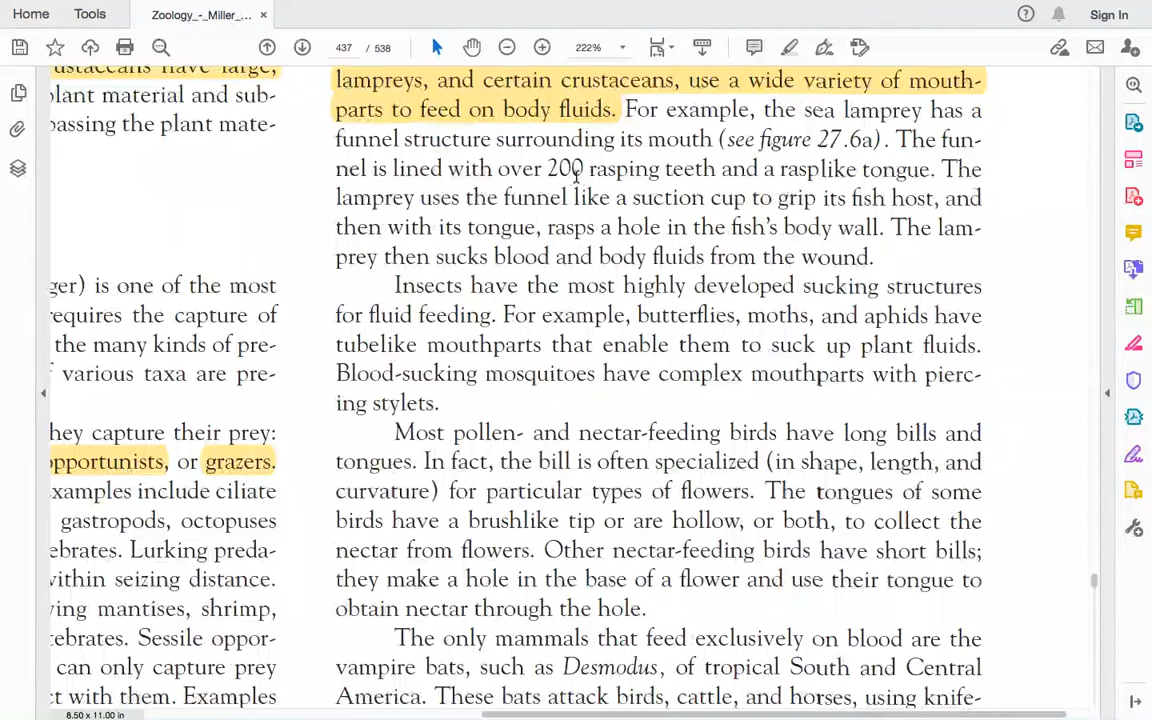 Home
Tools
Zoology_-_Miller_...
×
Sign In
437 / 538
222%
ustaceans have large,
plant material and sub-
passing the plant mate-
ger) is one of the most
requires the capture of
the many kinds of pre-
various taxa are pre-
hey capture their prey:
opportunists, or grazers.
examples include ciliate
gastropods, octopuses
ebrates. Lurking preda-
within seizing distance.
ying mantises, shrimp,
tebrates. Sessile oppor-
can only capture prey
ct with them. Examples
lampreys, and certain crustaceans, use a wide variety of mouth-
parts to feed on body fluids. For example, the sea lamprey has a
funnel structure surrounding its mouth (see figure 27.6a). The fun-
nel is lined with over 200 rasping teeth and a rasplike tongue. The
lamprey uses the funnel like a suction cup to grip its fish host, and
then with its tongue, rasps a hole in the fish's body wall. The lam-
prey then sucks blood and body fluids from the wound.
Insects have the most highly developed sucking structures
for fluid feeding. For example, butterflies, moths, and aphids have
tubelike mouthparts that enable them to suck up plant fluids.
Blood-sucking mosquitoes have complex mouthparts with pierc-
ing stylets.
Most pollen- and nectar-feeding birds have long bills and
tongues. In fact, the bill is often specialized (in shape, length, and
curvature) for particular types of flowers. The tongues of some
birds have a brushlike tip or are hollow, or both, to collect the
nectar from flowers. Other nectar-feeding birds have short bills;
they make a hole in the base of a flower and use their tongue to
obtain nectar through the hole.
The only mammals that feed exclusively on blood are the
vampire bats, such as Desmodus, of tropical South and Central
America. These bats attack birds, cattle, and horses, using knife-
8.50 x 11.00 in